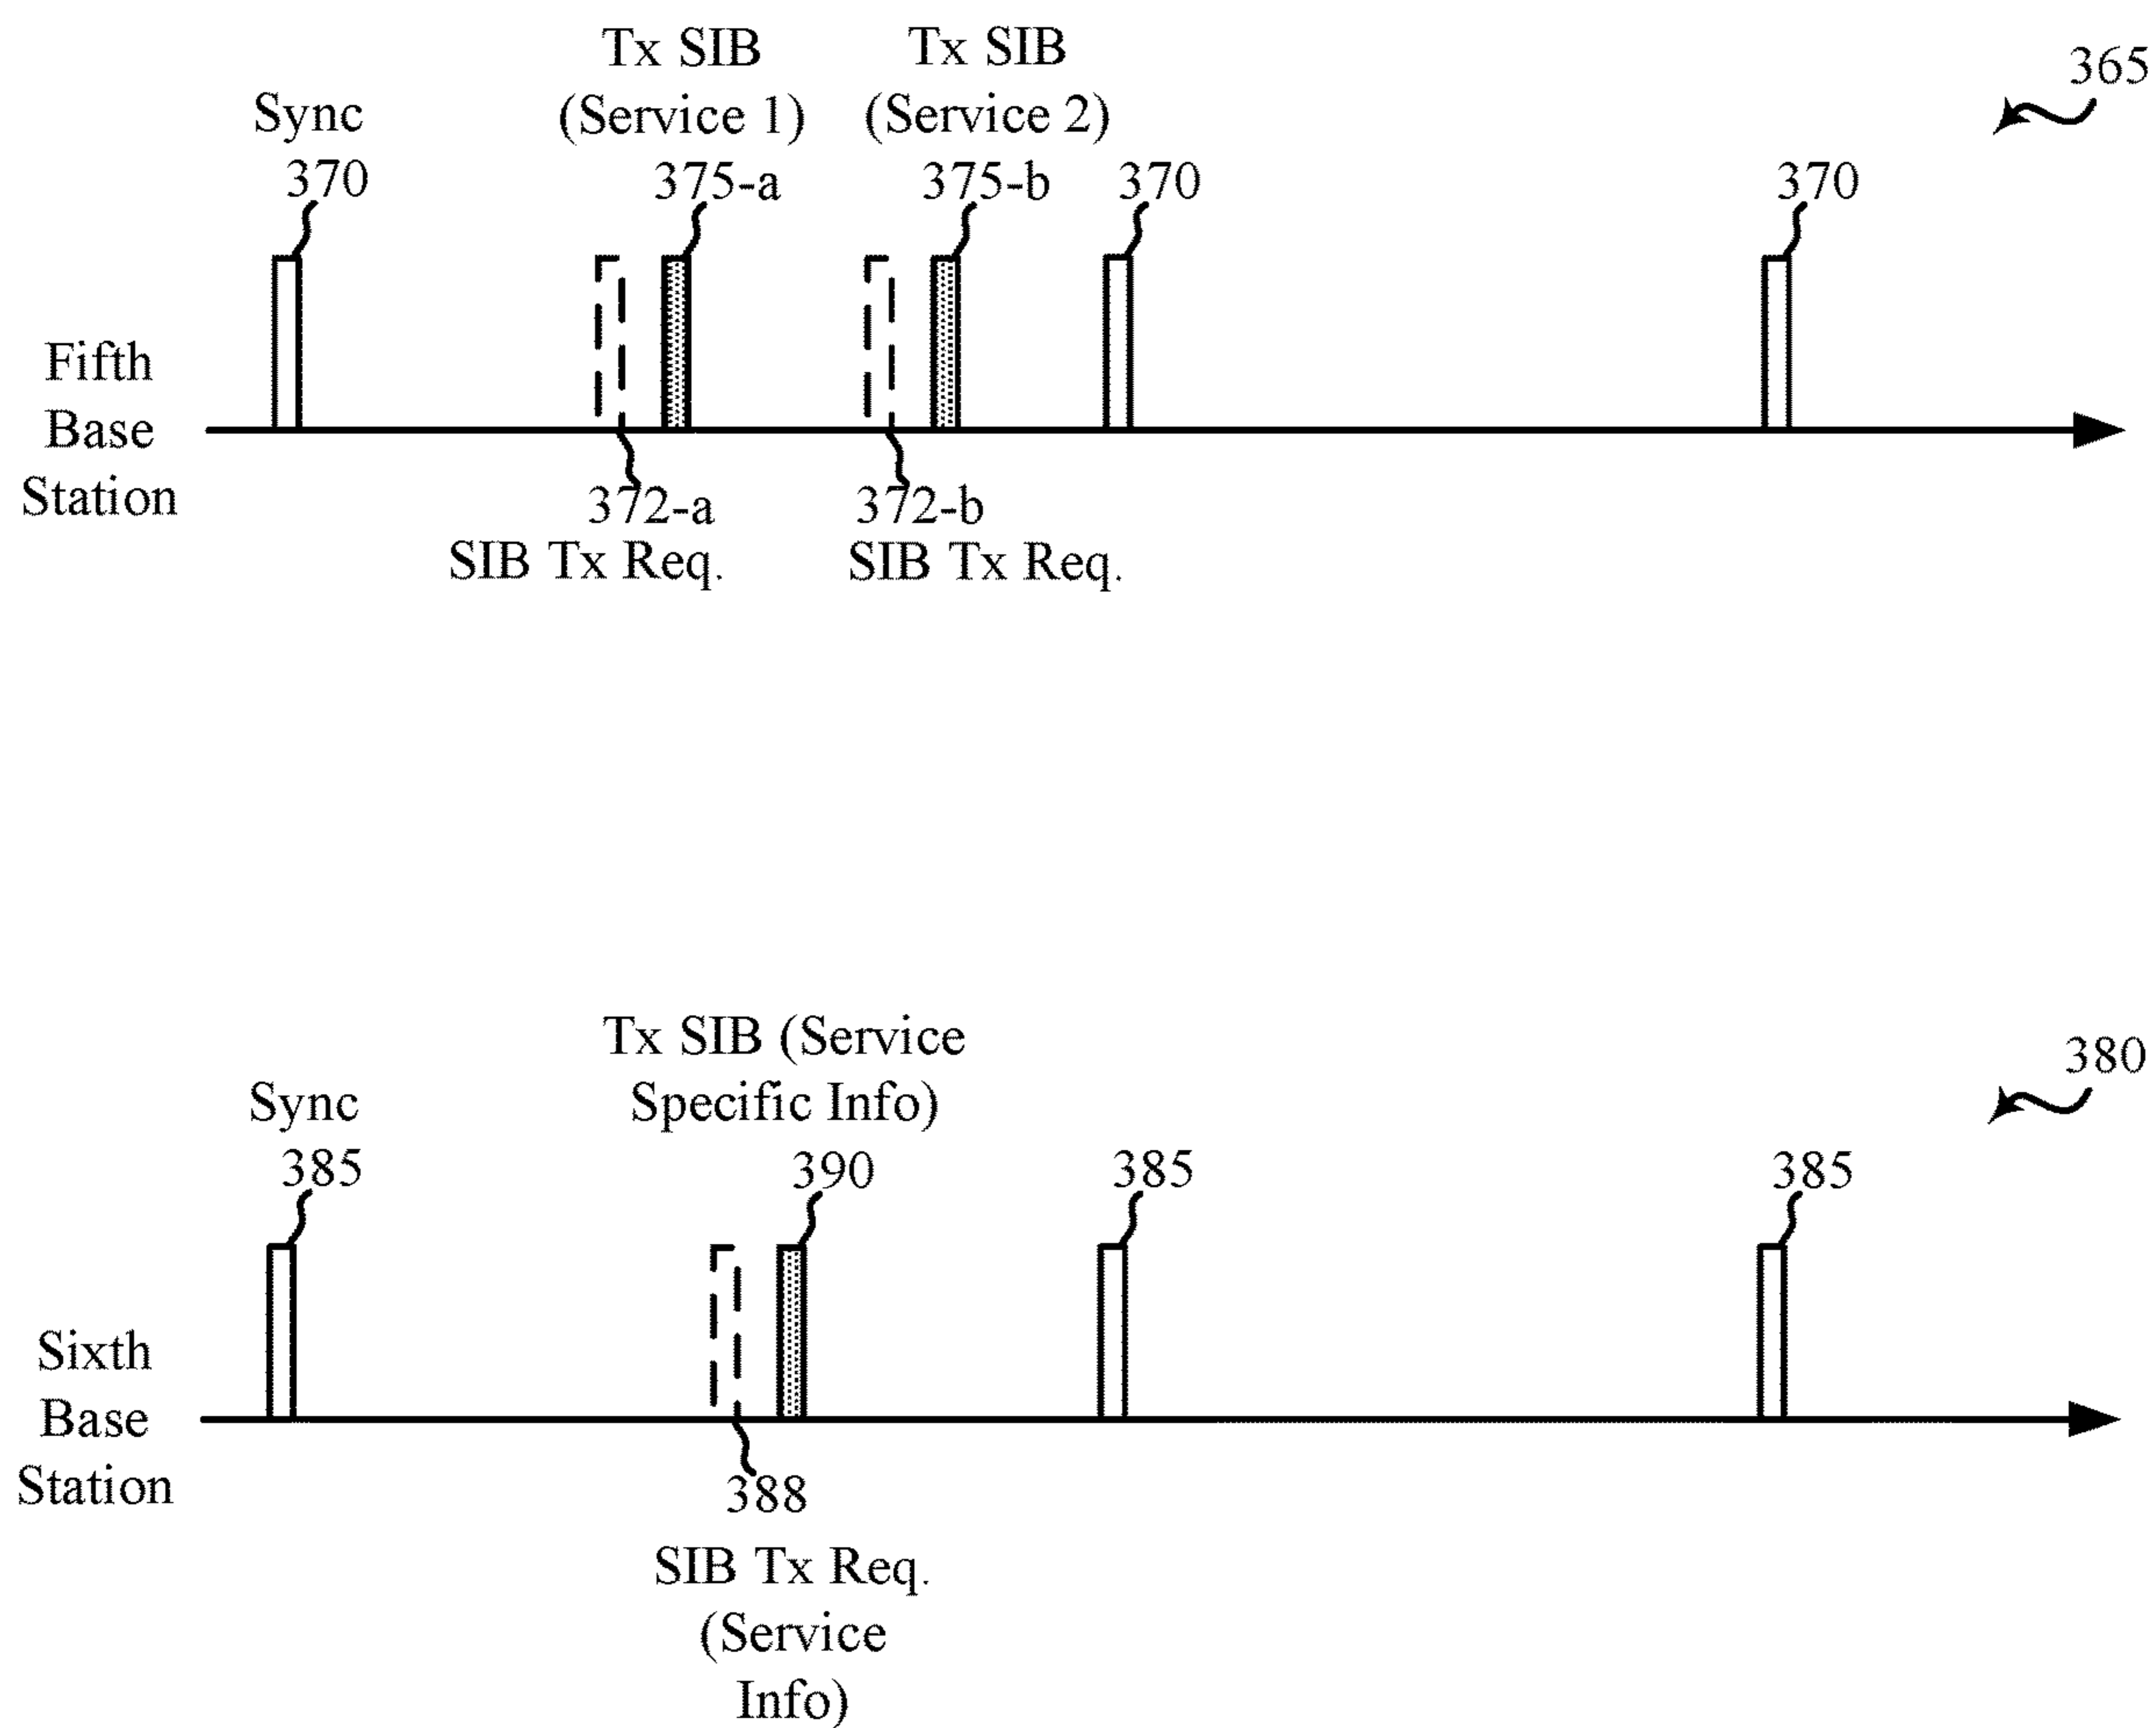 Tx SIB
(Service 1)
Tx SIB
(Service 2)
365
Sync
370
375-a
375-b
370
370
Fifth
Base
Station
372-a
SIB Tx Req.
372-b
SIB Tx Req.
Tx SIB (Service
Specific Info)
380
Sync
385
390
385
385
Sixth
Base
Station
388
SIB Tx Req.
(Service
Info)